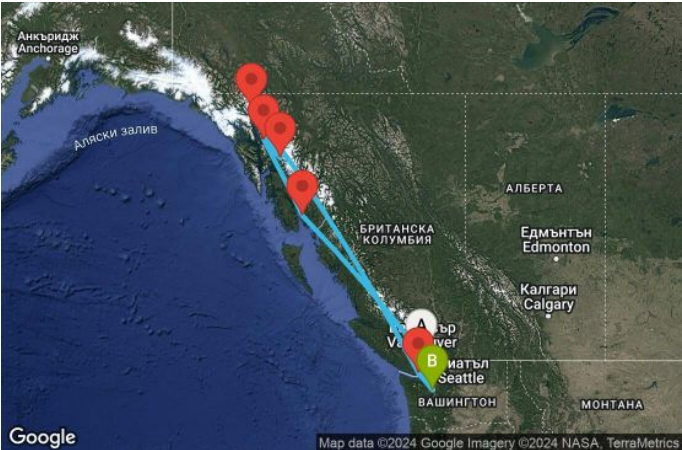 Анкъридж
Anchorage
Аляски залив
АЛБЕРТА
БРИТАНСКА
КОЛУМБИЯ
Едмънтън
Edmonton
Калгари
Calgary
A
B
Seattle
ВАШИНГТОН
МОНТАНА
Google
Map data ©2024 Google Imagery ©2024 NASA, TerraMetrics